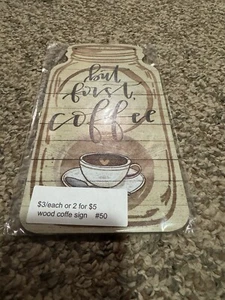 but
first,
coffee
$3/each or 2 for $5
wood coffe sign #50